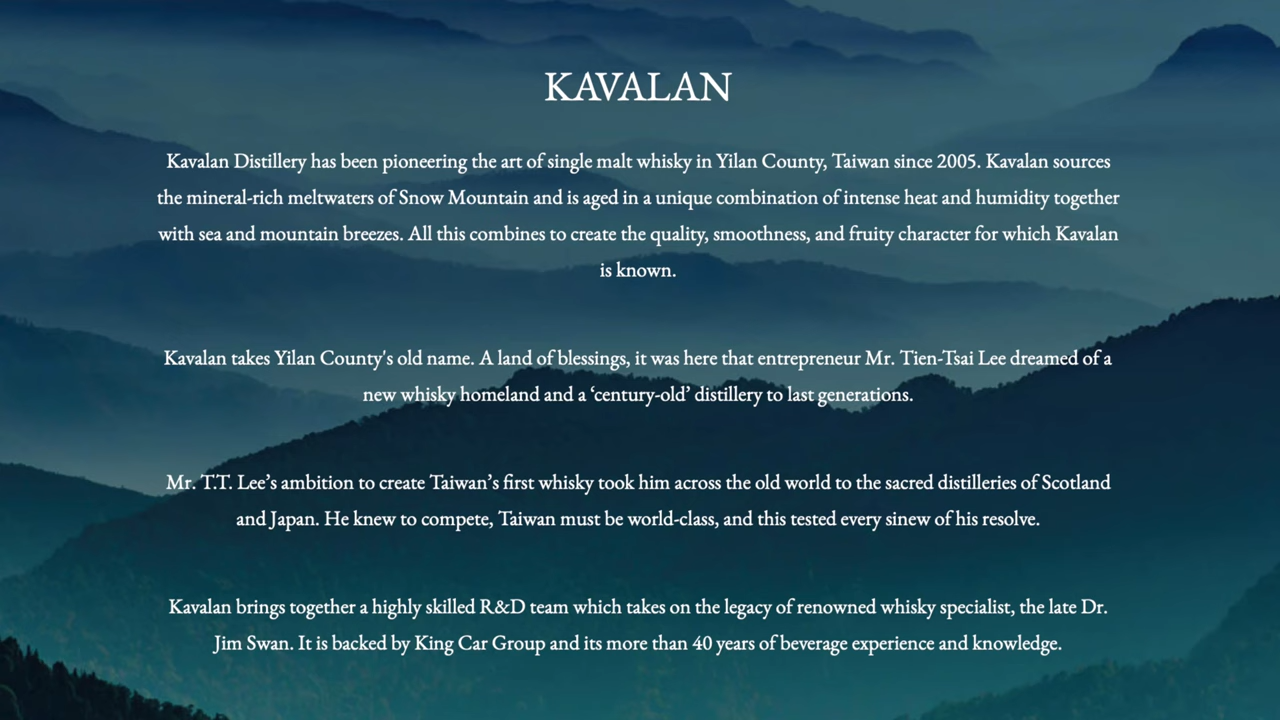 KAVALAN
Kavalan Distillery has been pioneering the art of single malt whisky in Yilan County, Taiwan since 2005. Kavalan sources
the mineral-rich meltwaters of Snow Mountain and is aged in a unique combination of intense heat and humidity together
with sea and mountain breezes. All this combines to create the quality, smoothness, and fruity character for which Kavalan
is known.
Kavalan takes Yilan County's old name. A land of blessings, it was here that entrepreneur Mr. Tien-Tsai Lee dreamed of a
new whisky homeland and a ‘century-old’ distillery to last generations.
Mr. T.T. Lee’s ambition to create Taiwan’s first whisky took him across the old world to the sacred distilleries of Scotland
and Japan. He knew to compete, Taiwan must be world-class, and this tested every sinew of his resolve.
Kavalan brings together a highly skilled R&D team which takes on the legacy of renowned whisky specialist, the late Dr.
Jim Swan. It is backed by King Car Group and its more than 40 years of beverage experience and knowledge.